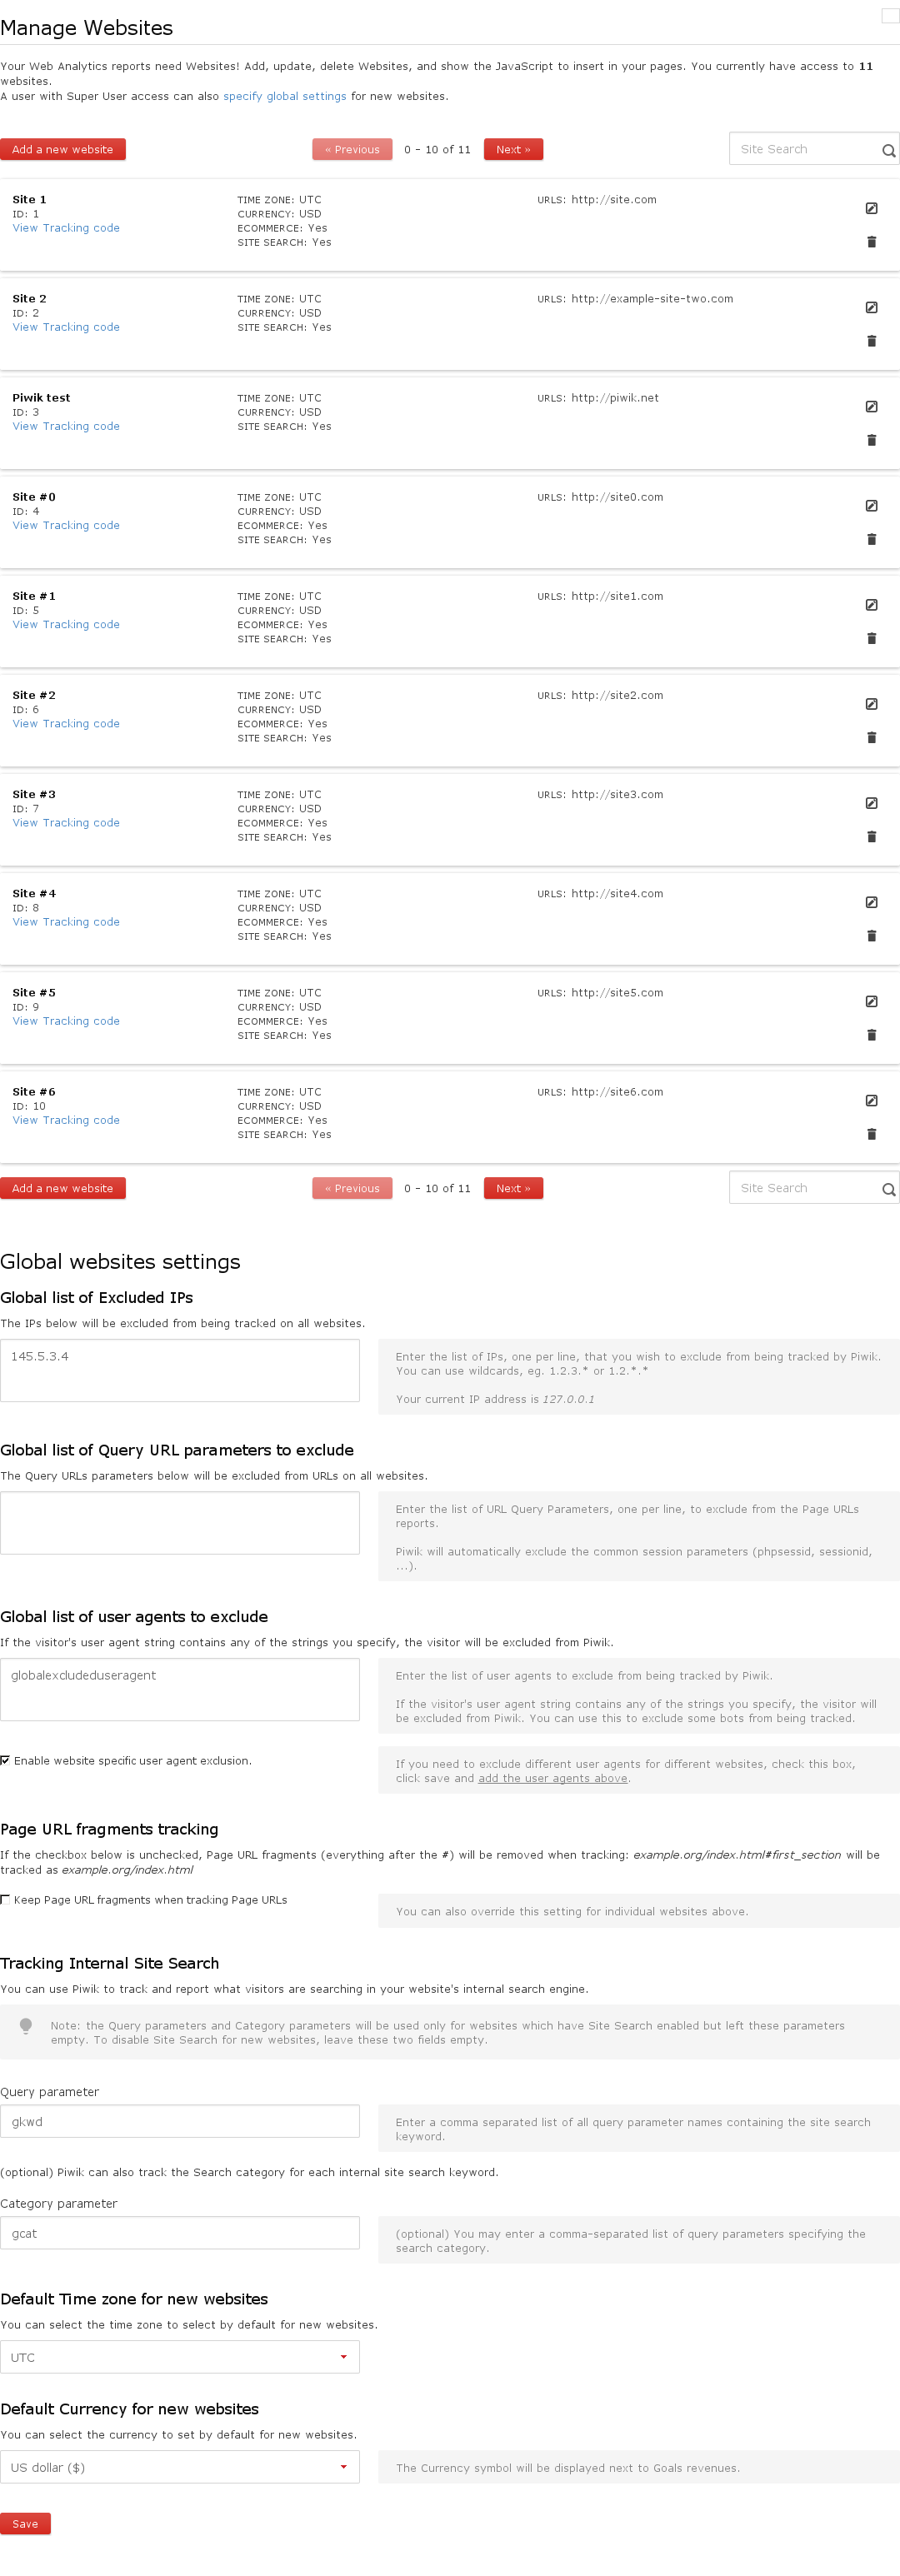 Manage Websites
Your Web Analytics reports need Websites! Add, update, delete Websites, and show the JavaScript to insert in your pages. You currently have access to 11
websites.
A user with Super User access can also specify global settings for new websites.
Add a new website « Previous 0 - 10 of 11 Next » Site Search
Site 1 TIME ZONE: UTC URLS: http://site.com
ID: 1 CURRENCY: USD
View Tracking code ECOMMERCE: Yes
SITE SEARCH: Yes
Site 2 TIME ZONE: UTC URLS: http://example-site-two.com
ID: 2 CURRENCY: USD
View Tracking code SITE SEARCH: Yes
Piwik test TIME ZONE: UTC URLS: http://piwik.net
ID: 3 CURRENCY: USD
View Tracking code SITE SEARCH: Yes
Site #0 TIME ZONE: UTC URLS: http://site0.com
ID: 4 CURRENCY: USD
View Tracking code ECOMMERCE: Yes
SITE SEARCH: Yes
Site #1 TIME ZONE: UTC URLS: http://site1.com
ID: 5 CURRENCY: USD
View Tracking code ECOMMERCE: Yes
SITE SEARCH: Yes
Site #2 TIME ZONE: UTC URLS: http://site2.com
ID: 6 CURRENCY: USD
View Tracking code ECOMMERCE: Yes
SITE SEARCH: Yes
Site #3 TIME ZONE: UTC URLS: http://site3.com
ID: 7 CURRENCY: USD
View Tracking code ECOMMERCE: Yes
SITE SEARCH: Yes
Site #4 TIME ZONE: UTC URLS: http://site4.com
ID: 8 CURRENCY: USD
View Tracking code ECOMMERCE: Yes
SITE SEARCH: Yes
Site #5 TIME ZONE: UTC URLS: http://site5.com
ID: 9 CURRENCY: USD
View Tracking code ECOMMERCE: Yes
SITE SEARCH: Yes
Site #6 TIME ZONE: UTC URLS: http://site6.com
ID: 10 CURRENCY: USD
View Tracking code ECOMMERCE: Yes
SITE SEARCH: Yes
Add a new website « Previous 0 - 10 of 11 Next » Site Search
Global websites settings
Global list of Excluded IPs
The IPs below will be excluded from being tracked on all websites.
145.5.3.4
Enter the list of IPs, one per line, that you wish to exclude from being tracked by Piwik.
You can use wildcards, eg. 1.2.3.* or 1.2.*.*
Your current IP address is 127.0.0.1
Global list of Query URL parameters to exclude
The Query URLs parameters below will be excluded from URLs on all websites.
Enter the list of URL Query Parameters, one per line, to exclude from the Page URLs
reports.
Piwik will automatically exclude the common session parameters (phpsessid, sessionid,
...).
Global list of user agents to exclude
If the visitor's user agent string contains any of the strings you specify, the visitor will be excluded from Piwik.
globalexcludeduseragent
Enter the list of user agents to exclude from being tracked by Piwik.
If the visitor's user agent string contains any of the strings you specify, the visitor will
be excluded from Piwik. You can use this to exclude some bots from being tracked.
Enable website specific user agent exclusion.
If you need to exclude different user agents for different websites, check this box,
click save and add the user agents above.
Page URL fragments tracking
If the checkbox below is unchecked, Page URL fragments (everything after the #) will be removed when tracking: example.org/index.html#first_section will be
tracked as example.org/index.html
Keep Page URL fragments when tracking Page URLs
You can also override this setting for individual websites above.
Tracking Internal Site Search
You can use Piwik to track and report what visitors are searching in your website's internal search engine.
Note: the Query parameters and Category parameters will be used only for websites which have Site Search enabled but left these parameters
empty. To disable Site Search for new websites, leave these two fields empty.
Query parameter
gkwd
Enter a comma separated list of all query parameter names containing the site search
keyword.
(optional) Piwik can also track the Search category for each internal site search keyword.
Category parameter
gcat
(optional) You may enter a comma-separated list of query parameters specifying the
search category.
Default Time zone for new websites
You can select the time zone to select by default for new websites.
UTC
Default Currency for new websites
You can select the currency to set by default for new websites.
US dollar ($)
The Currency symbol will be displayed next to Goals revenues.
Save